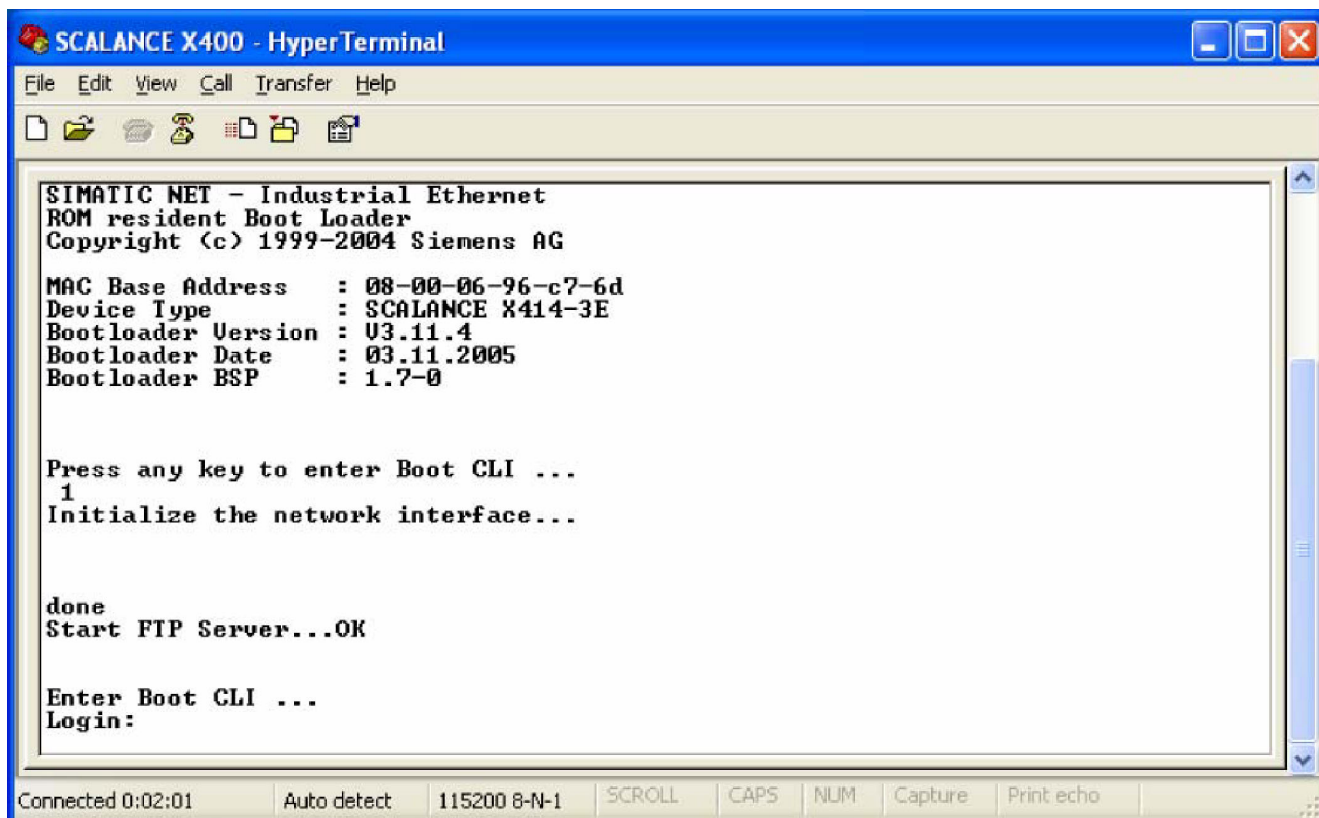 SCALANCE X400 - HyperTerminal
File Edit View Call Transfer Help
SIMATIC NET - Industrial Ethernet
ROM resident Boot Loader
Copyright (c) 1999-2004 Siemens AG
MAC Base Address : 08-00-06-96-c7-6d
Device Type : SCALANCE X414-3E
Bootloader Version : V3.11.4
Bootloader Date : 03.11.2005
Bootloader BSP : 1.7-0
Press any key to enter Boot CLI ...
1
Initialize the network interface...
done
Start FTP Server...OK
Enter Boot CLI ...
Login:
Connected 0:02:01 Auto detect 115200 8-N-1 SCROLL CAPS NUM Capture Print echo